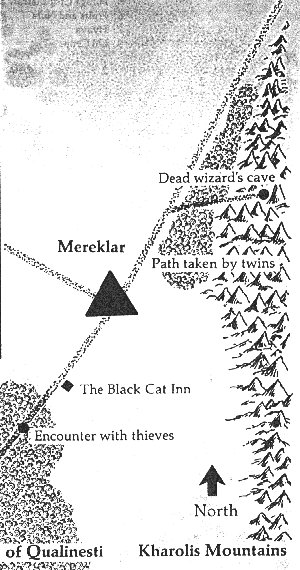 Dead wizard's cave
Mereklar
Path taken by twins
The Black Cat Inn
Encounter with thieves
North
of Qualinesti
Kharolis Mountains